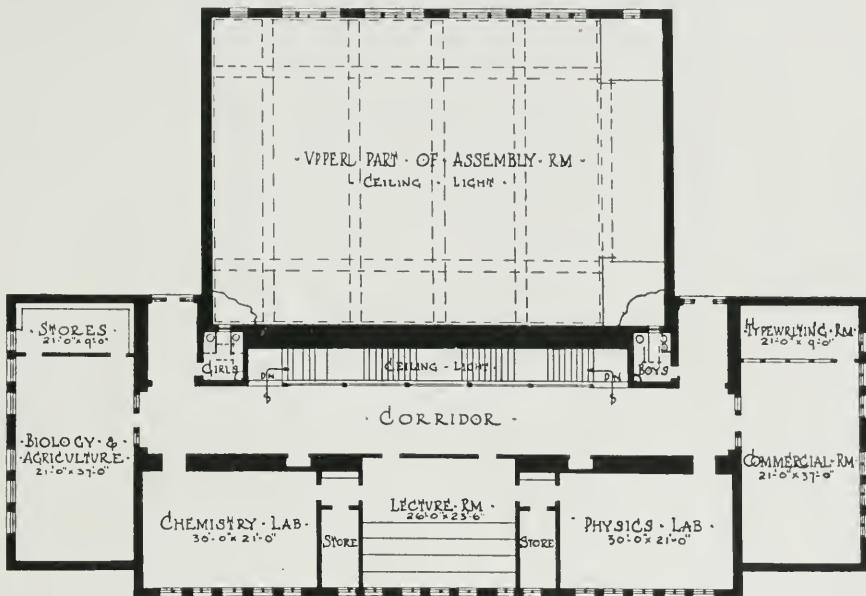 - VPPER PART - OF - ASSEMBLY - RM -
- CEILING - LIGHT -
- STORES -
21'-0" x 9'-0"
- TYPEWRITING - RM -
21'-0" x 9'-0"
GIRLS
- CEILING - LIGHT -
BOYS
DN
DN
- CORRIDOR -
- BIOLOGY - &
AGRICULTURE -
21'-0" x 37'-0"
COMMERCIAL - RM
21'-0" x 37'-0"
CHEMISTRY - LAB -
30'-0" x 21'-0"
STORE
LECTURE - RM
26'-0" x 23'-6"
STORE
PHYSICS - LAB -
30'-0" x 21'-0"